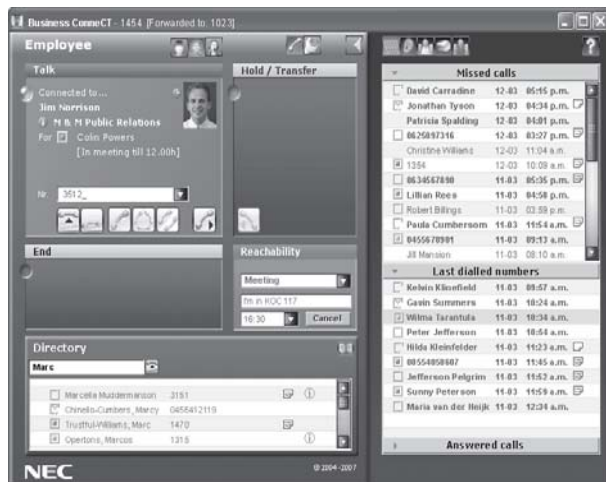 Business ConneCT - 1454 [Forwarded to: 1023]
Employee
Talk
Connected to...
Jim Norrison
M & M Public Relations
For Colin Powers
[In meeting till 12.00h]
Nr. 3512_
Hold / Transfer
End
Reachability
Meeting
I'm in KOC 117
16:30 Cancel
Directory
Marc
Marcella Muddermanson 3151
Chinello-Cumbers, Marcy 0456412119
Trustful-Williams, Marc 1470
Opertons, Marcos 1315
NEC
© 2004-2007
?
Missed calls
David Carradine 12-03 05:15 p.m.
Jonathan Tyson 12-03 04:34 p.m.
Patricia Spalding 12-03 04:01 p.m.
0625897316 12-03 03:27 p.m.
Christine Williams 12-03 11:04 a.m.
1354 12-03 10:09 a.m.
0634567890 11-03 05:35 p.m.
Lillian Rees 11-03 04:58 p.m.
Robert Billings 11-03 03:59 p.m.
Paula Cumbersom 11-03 11:54 a.m.
0455678901 11-03 09:13 a.m.
Jill Mansion 11-03 08:10 a.m.
Last dialled numbers
Kelvin Klinefield 11-03 09:57 a.m.
Gavin Summers 11-03 10:24 a.m.
Wilma Tarantula 11-03 10:34 a.m.
Peter Jefferson 11-03 10:54 a.m.
Hilda Kleinfelder 11-03 11:23 a.m.
00554050607 11-03 11:45 a.m.
Jefferson Pelgrim 11-03 11:52 a.m.
Sunny Peterson 11-03 11:59 a.m.
Maria van der Heijk 11-03 12:34 a.m.
Answered calls